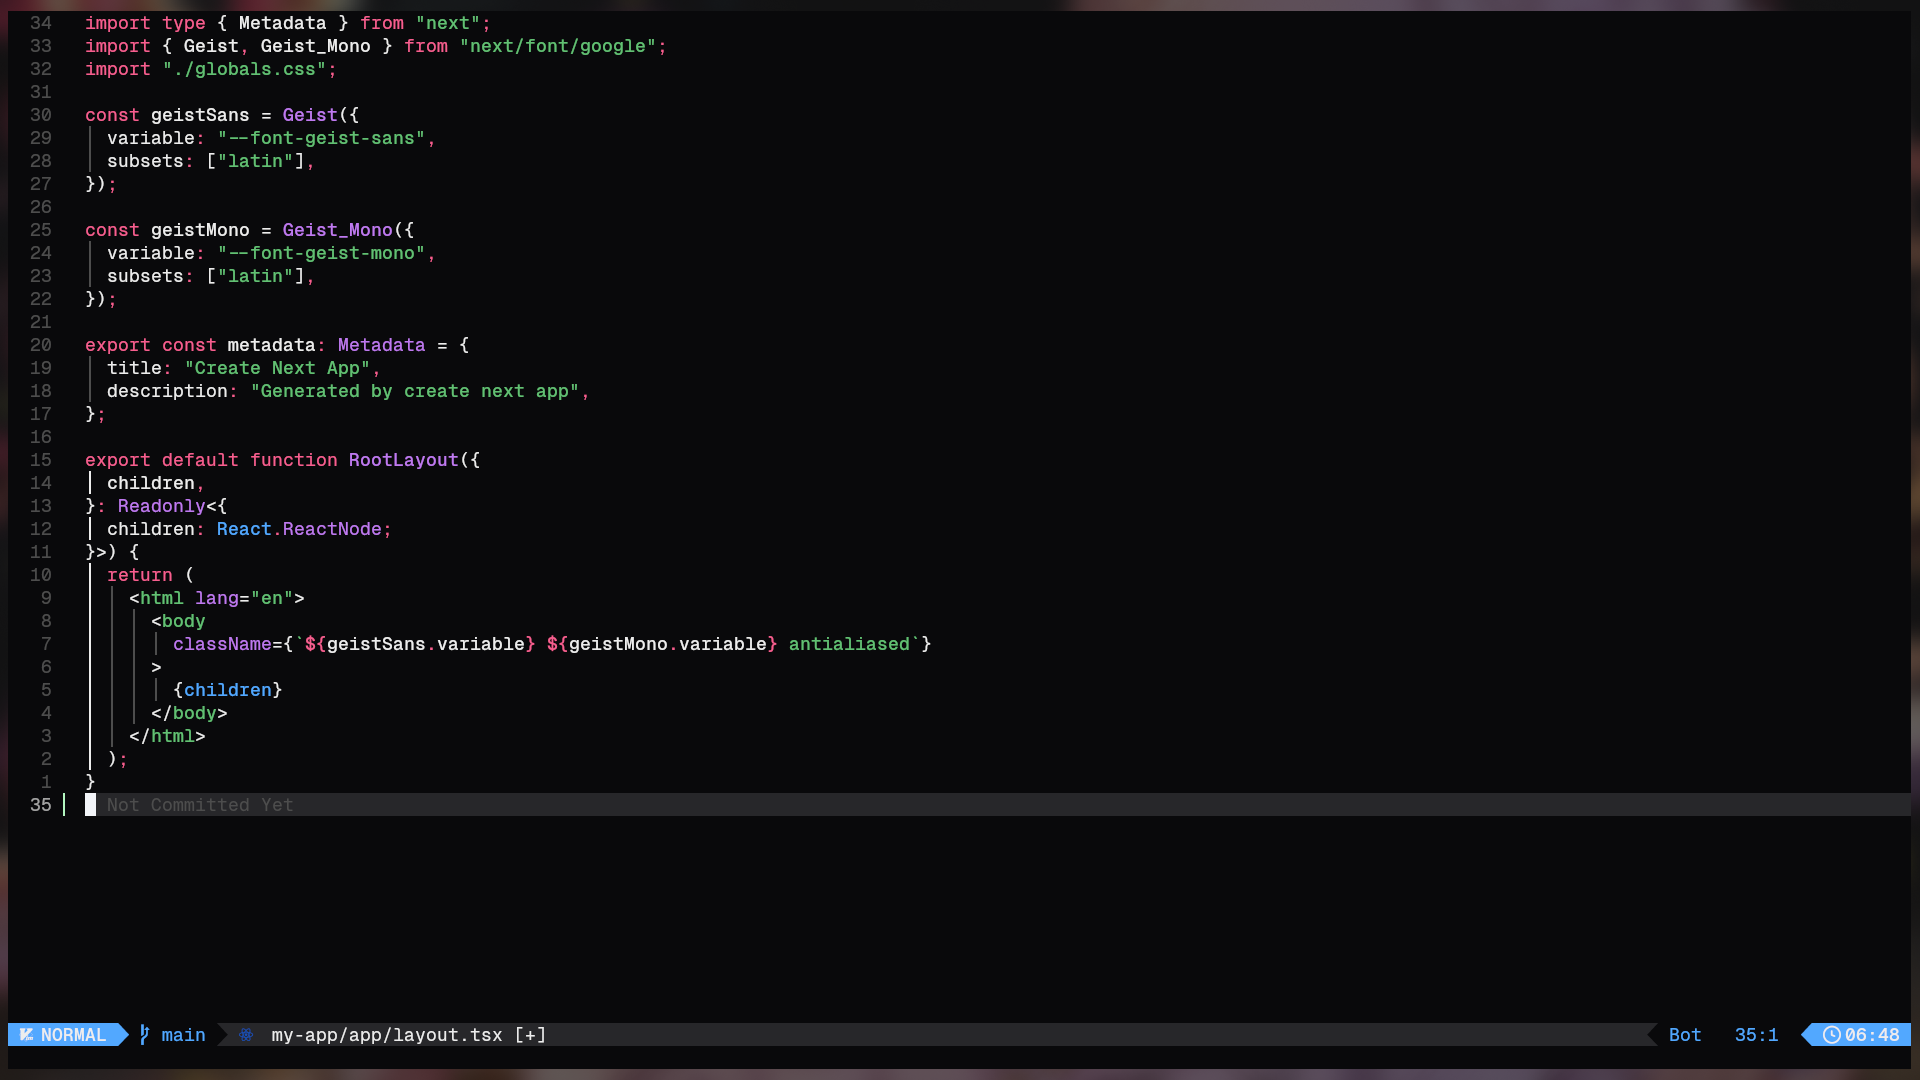 34 import type { Metadata } from "next";
33 import { Geist, Geist_Mono } from "next/font/google";
32 import "./globals.css";
31
30 const geistSans = Geist({
29   variable: "--font-geist-sans",
28   subsets: ["latin"],
27 });
26
25 const geistMono = Geist_Mono({
24   variable: "--font-geist-mono",
23   subsets: ["latin"],
22 });
21
20 export const metadata: Metadata = {
19   title: "Create Next App",
18   description: "Generated by create next app",
17 };
16
15 export default function RootLayout({
14   children,
13 }: Readonly<{
12   children: React.ReactNode;
11 }>) {
10   return (
9     <html lang="en">
8       <body
7         className={`${geistSans.variable} ${geistMono.variable} antialiased`}
6       >
5         {children}
4       </body>
3     </html>
2   );
1 }
35 Not Committed Yet
NORMAL main my-app/app/layout.tsx [+] Bot 35:1 06:48